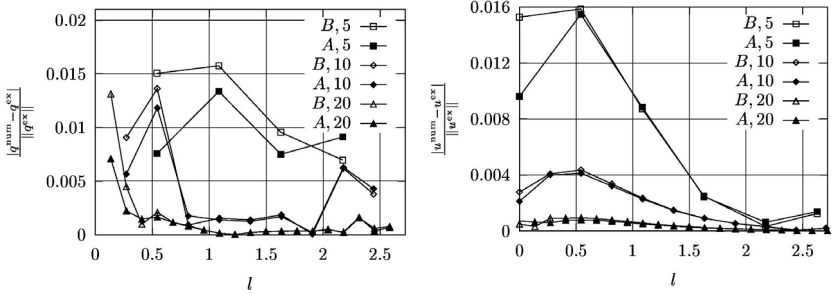 0.02
0.015
0.01
0.005
0
0
0.5
1
1.5
2
2.5
|q^num − q^ex|
||q^ex||
B, 5
A, 5
B, 10
A, 10
B, 20
A, 20
l
0.016
0.012
0.008
0.004
0
0
0.5
1
1.5
2
2.5
|u^num − u^ex|
||u^ex||
B, 5
A, 5
B, 10
A, 10
B, 20
A, 20
l